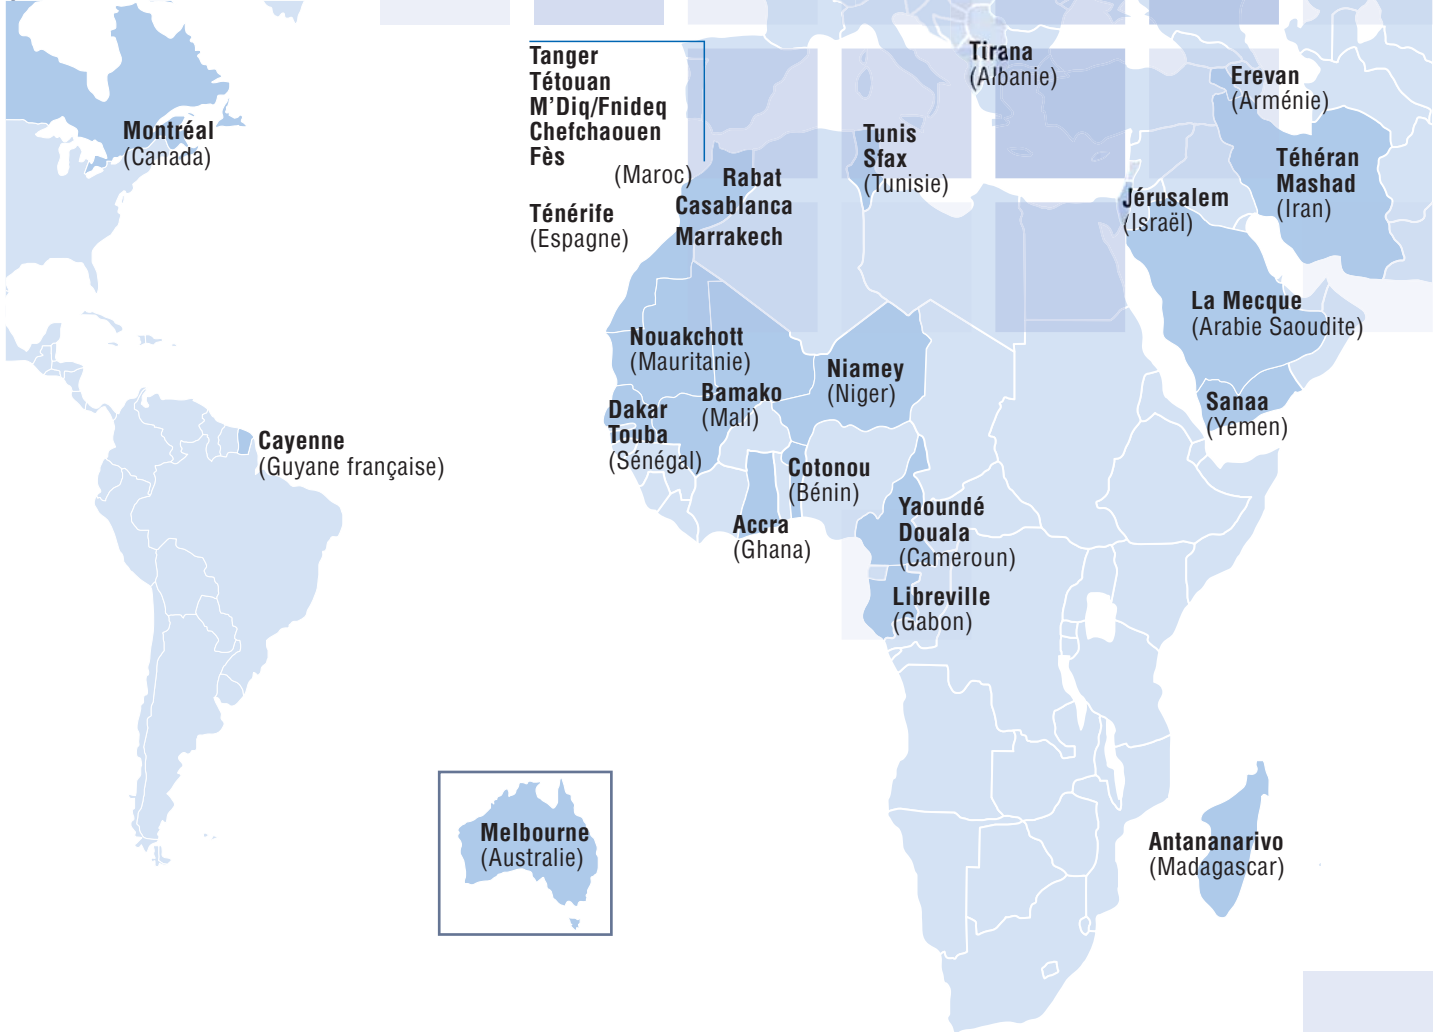 Tanger
Tétouan
M'Diq/Fnideq
Chefchaouen
Fès
(Maroc)
Rabat
Casablanca
Marrakech
Ténérife
(Espagne)
Montréal
(Canada)
Tirana
(Albanie)
Erevan
(Arménie)
Tunis
Sfax
(Tunisie)
Téhéran
Mashad
(Iran)
Jérusalem
(Israël)
La Mecque
(Arabie Saoudite)
Sanaa
(Yemen)
Nouakchott
(Mauritanie)
Niamey
(Niger)
Bamako
(Mali)
Dakar
Touba
(Sénégal)
Cayenne
(Guyane française)
Cotonou
(Bénin)
Accra
(Ghana)
Yaoundé
Douala
(Cameroun)
Libreville
(Gabon)
Melbourne
(Australie)
Antananarivo
(Madagascar)